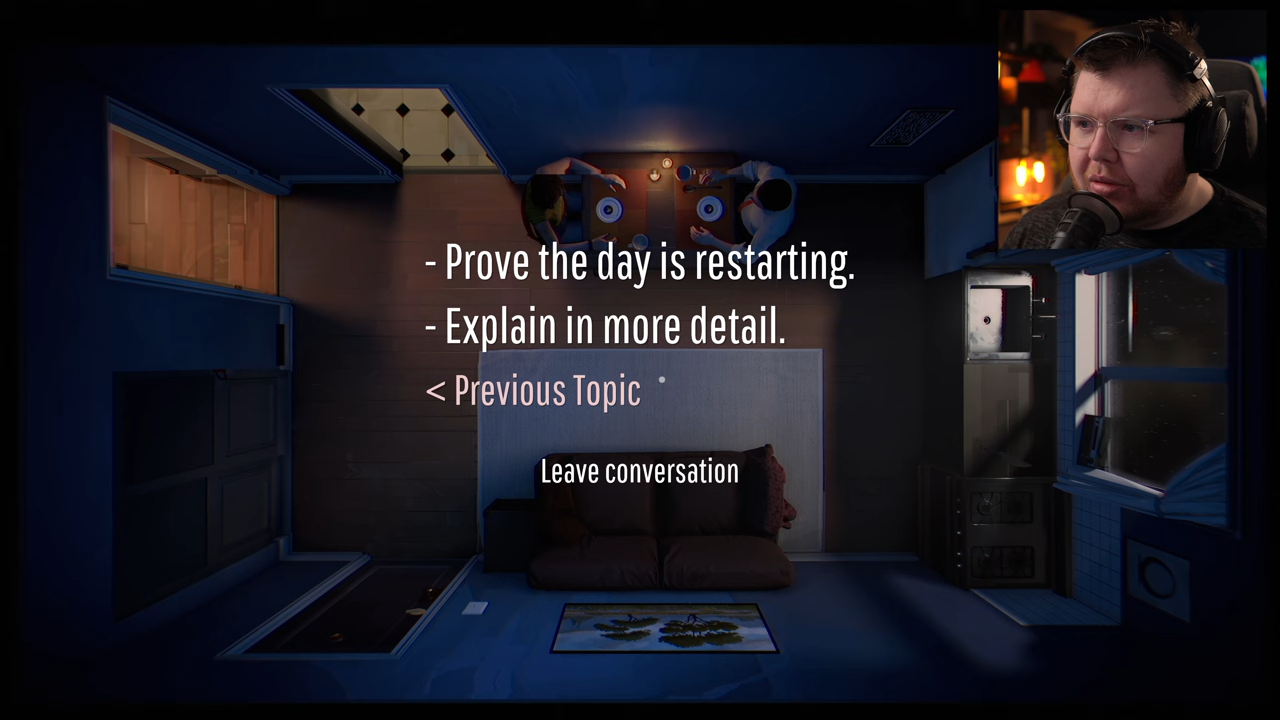 - Prove the day is restarting.
- Explain in more detail.
< Previous Topic
Leave conversation